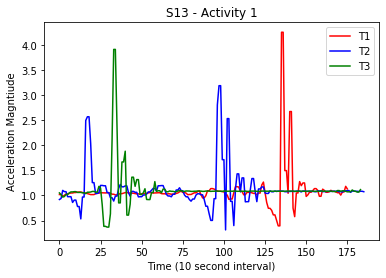 S13 - Activity 1
Acceleration Magntiude
4.0
3.5
3.0
2.5
2.0
1.5
1.0
0.5
T1
T2
T3
0 25 50 75 100 125 150 175
Time (10 second interval)